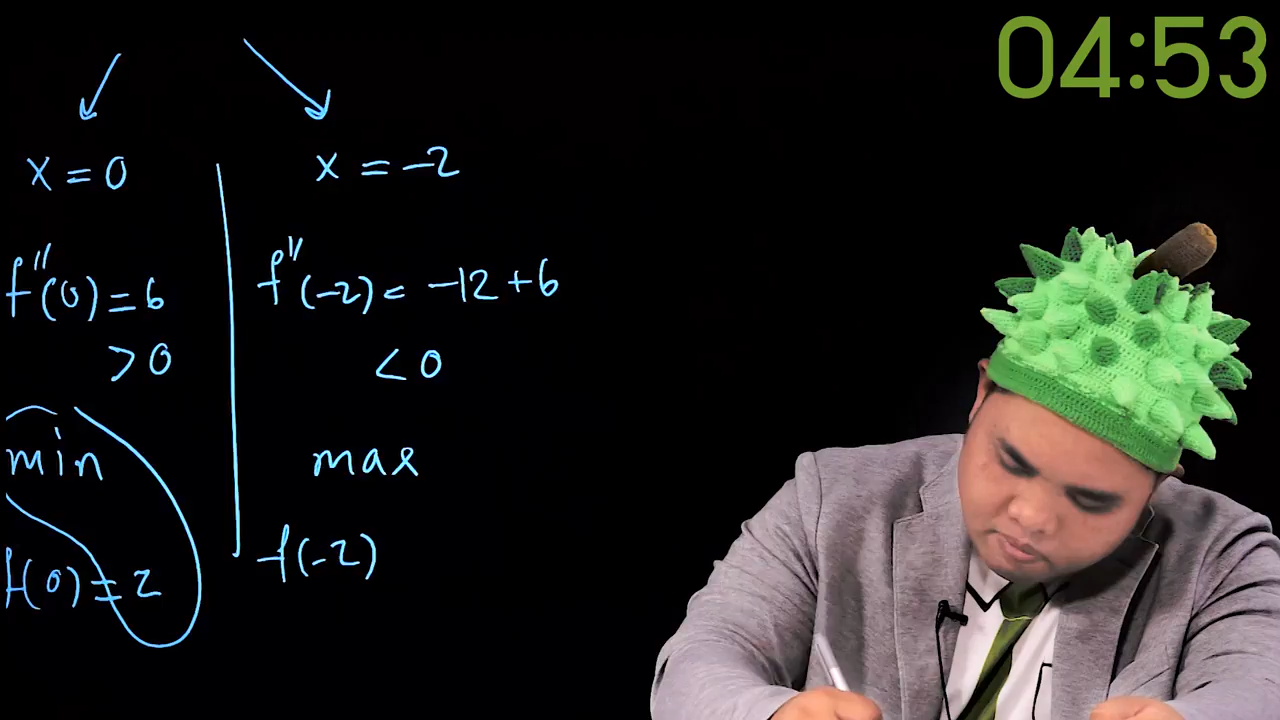 04:53
x = 0
x = -2
f''(0) = 6
> 0
f''(-2) = -12 + 6
< 0
min
max
f(0) = 2
f(-2)